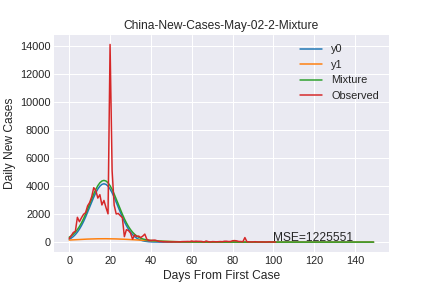 China-New-Cases-May-02-2-Mixture
Daily New Cases
14000
12000
10000
8000
6000
4000
2000
0
y0
y1
Mixture
Observed
MSE=1225551
0 20 40 60 80 100 120 140
Days From First Case